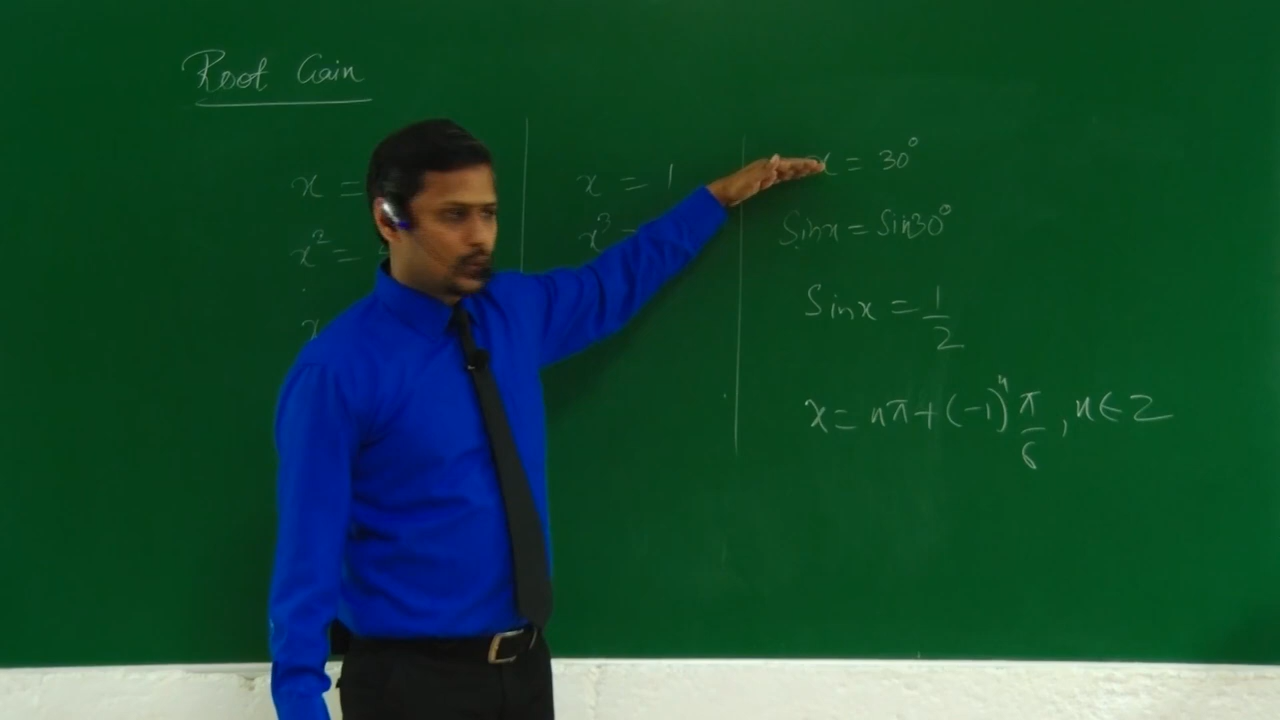 Root Gain
x =
x² =
x
x = 1
x³ =
x = 30°
Sinx = Sin30°
Sinx = 1/2
x = nπ + (-1)ⁿ π/6 , n ∈ Z